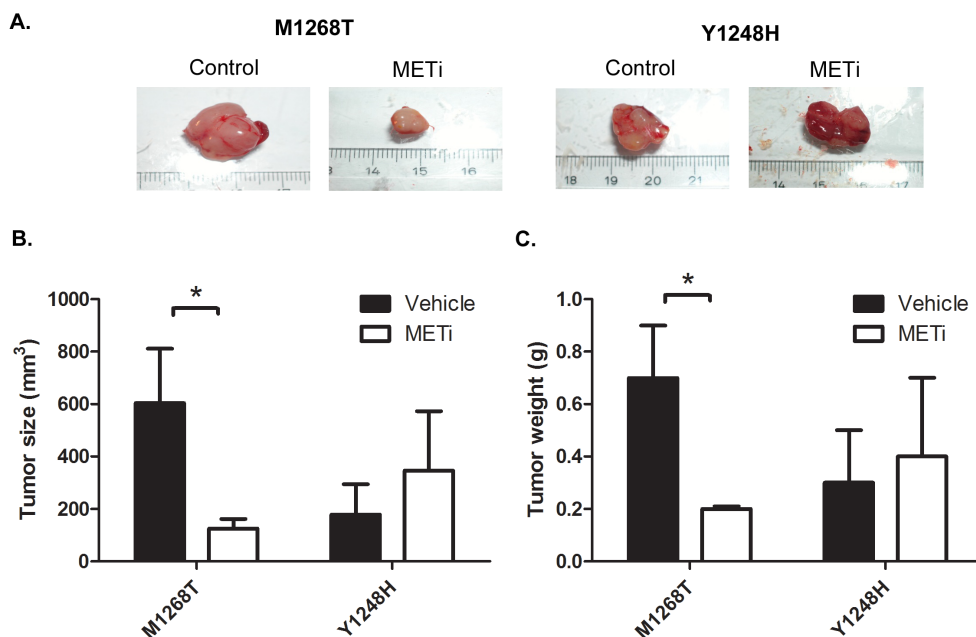 A.
M1268T
Y1248H
Control
METi
Control
METi
3 14 15 16
18 19 20 21
14 15 16 17
B.
C.
*
1000
800
600
400
200
0
Tumor size (mm³)
Vehicle
METi
M1268T
Y1248H
*
1.0
0.8
0.6
0.4
0.2
0.0
Tumor weight (g)
Vehicle
METi
M1268T
Y1248H